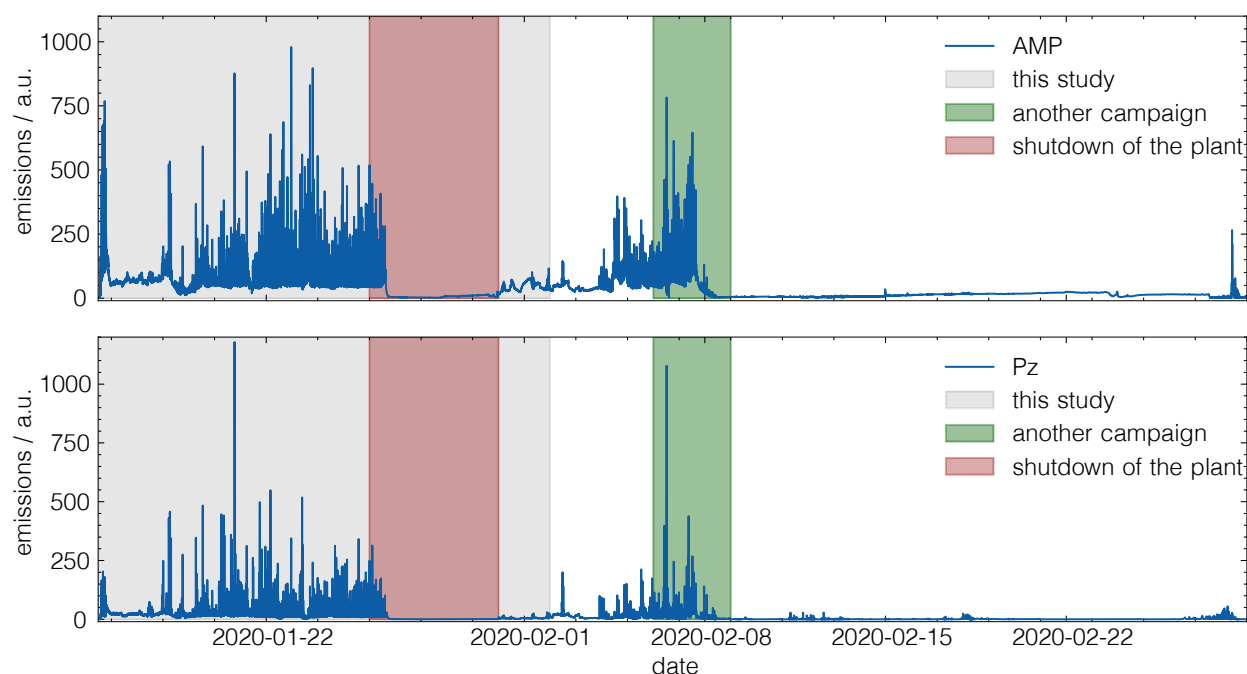 1000
750
500
250
0
emissions / a.u.
AMP
this study
another campaign
shutdown of the plant
1000
750
500
250
0
emissions / a.u.
Pz
this study
another campaign
shutdown of the plant
2020-01-22 2020-02-01 2020-02-08 2020-02-15 2020-02-22
date